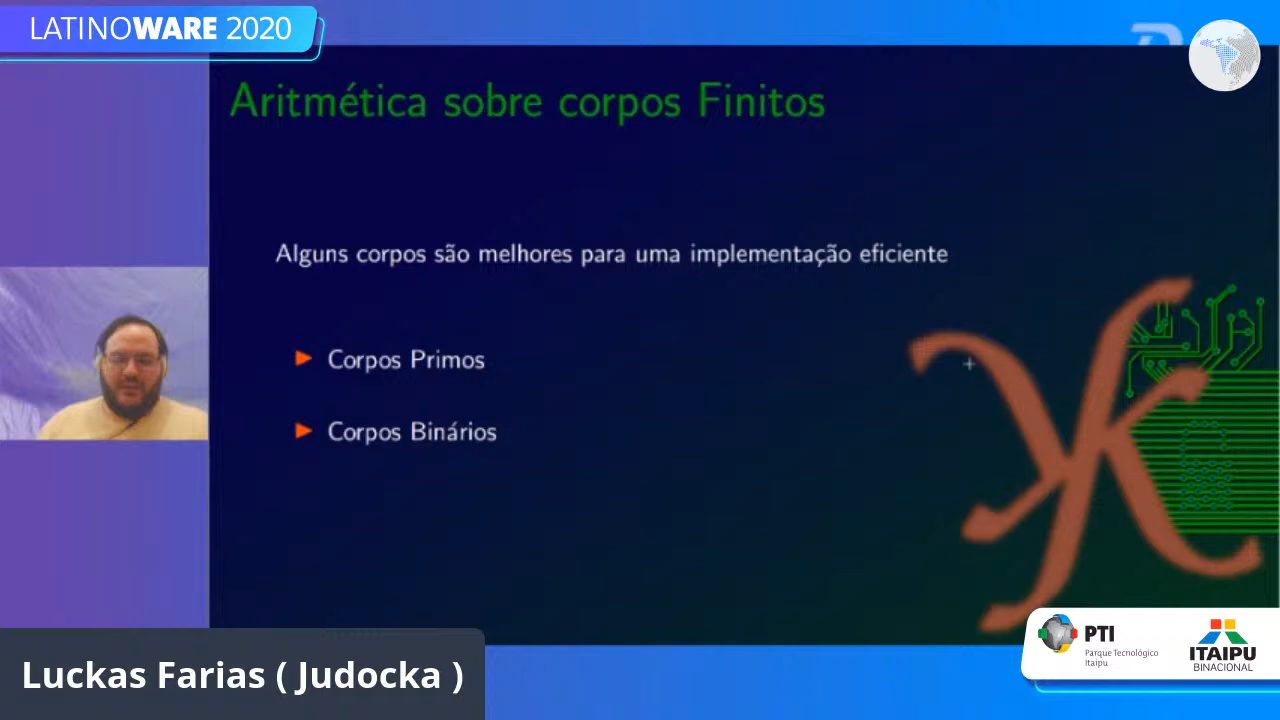 LATINOWARE 2020
Aritmética sobre corpos Finitos
Alguns corpos são melhores para uma implementação eficiente
Corpos Primos
Corpos Binários
PTI
Parque Tecnológico
Itaipu
ITAIPU
BINACIONAL
Luckas Farias ( Judocka )